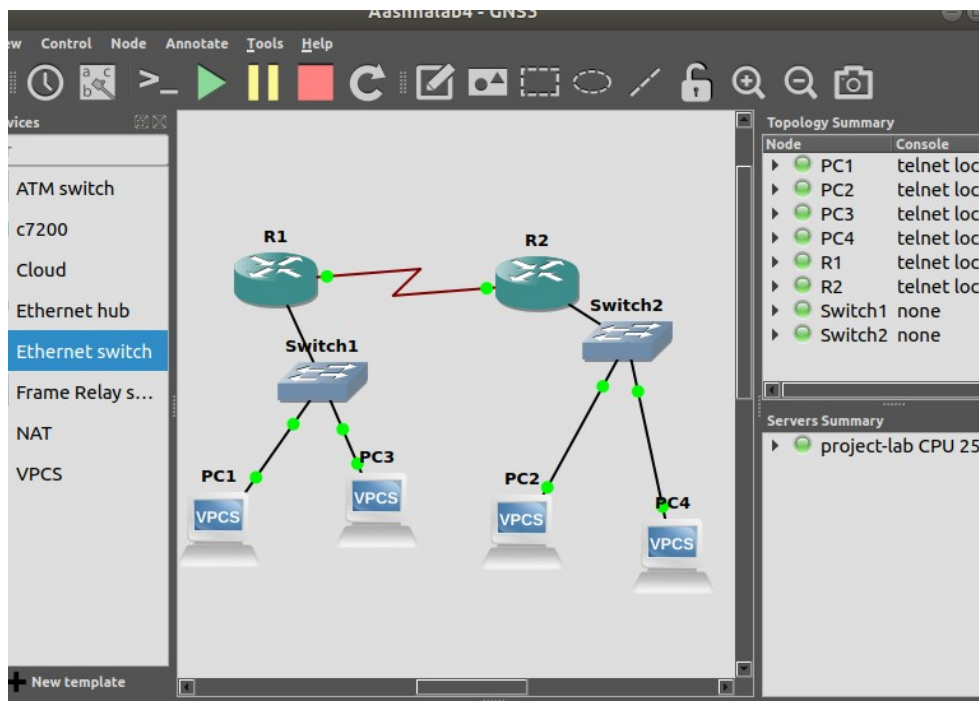 Aashmalab4 - GNS3
ew Control Node Annotate Tools Help
vices
ATM switch
c7200
Cloud
Ethernet hub
Ethernet switch
Frame Relay s...
NAT
VPCS
New template
R1
R2
Switch1
Switch2
PC1
PC3
PC2
PC4
VPCS
VPCS
VPCS
VPCS
Topology Summary
Node Console
PC1 telnet loc
PC2 telnet loc
PC3 telnet loc
PC4 telnet loc
R1 telnet loc
R2 telnet loc
Switch1 none
Switch2 none
Servers Summary
project-lab CPU 25